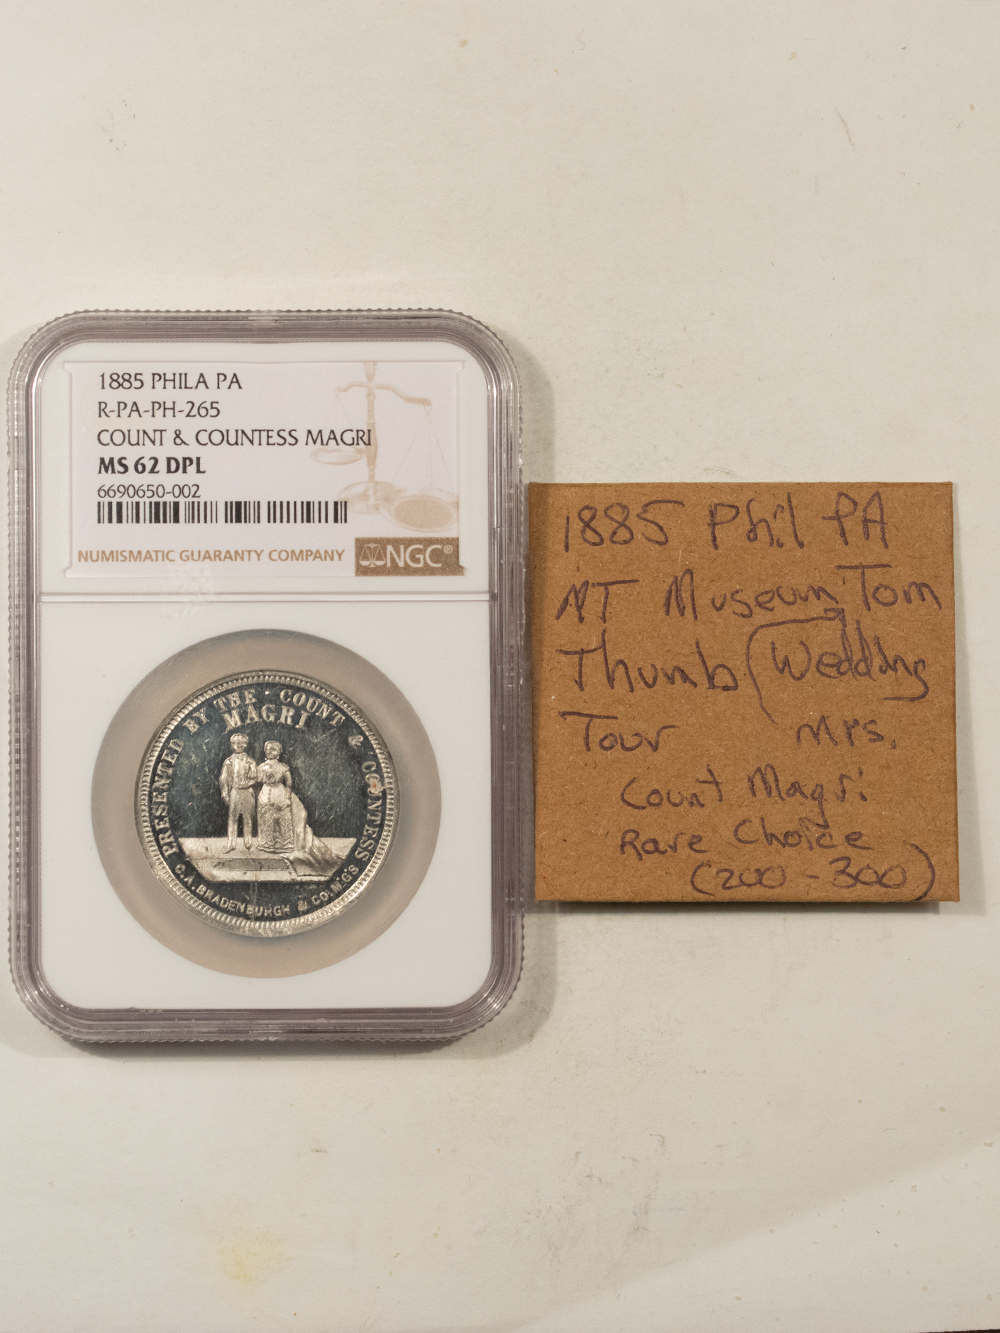 1885 PHILA PA
R-PA-PH-265
COUNT & COUNTESS MAGRI
MS 62 DPL
6690650-002
NUMISMATIC GUARANTY COMPANY
NGC®
PRESENTED BY THE COUNT & COUNTESS
MAGRI
C.A. BRADENBURGH & CO. M'G'S
1885 Phil PA
NT Museum Tom
Thumb (Wedding
Tour Mrs.
Count Magri
Rare Choice
(200-300)